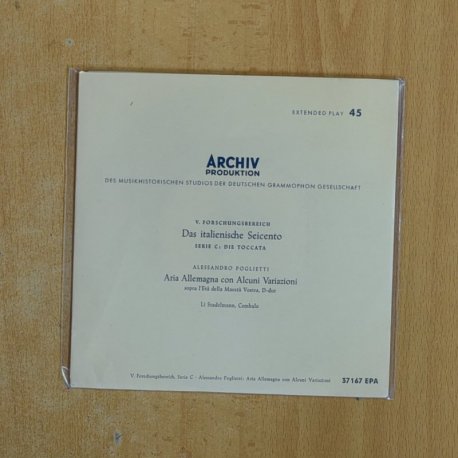 EXTENDED PLAY 45
ARCHIV
PRODUKTION
DES MUSIKHISTORISCHEN STUDIOS DER DEUTSCHEN GRAMMOPHON GESELLSCHAFT
V. FORSCHUNGSBEREICH
Das italienische Seicento
SERIE C: DIE TOCCATA
ALESSANDRO POGLIETTI
Aria Allemagna con Alcuni Variazioni
sopra l'Età della Maestà Vostra, D-dur
Li Stadelmann, Cembalo
V. Forschungsbereich, Serie C - Alessandro Poglietti: Aria Allemagna con Alcuni Variazioni 37167 EPA